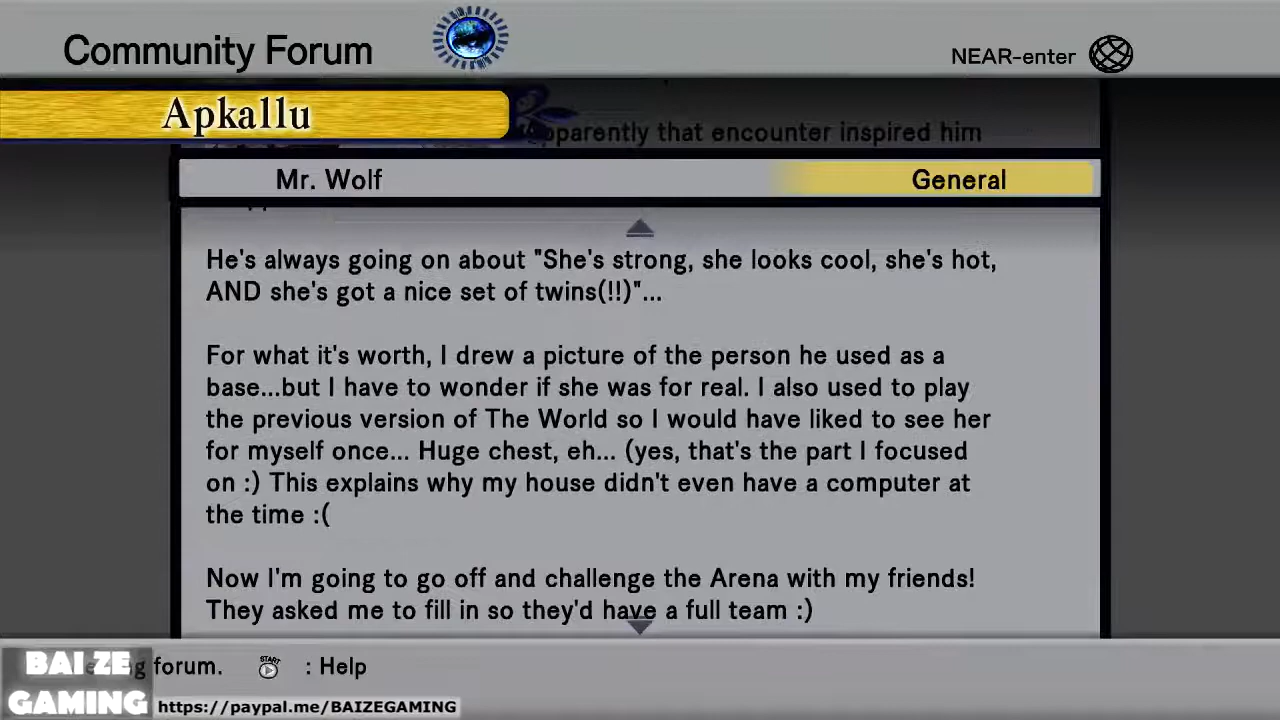 Community Forum
NEAR-enter
Apkallu
apparently that encounter inspired him
Mr. Wolf
General
He's always going on about "She's strong, she looks cool, she's hot,
AND she's got a nice set of twins(!!)"...
For what it's worth, I drew a picture of the person he used as a
base...but I have to wonder if she was for real. I also used to play
the previous version of The World so I would have liked to see her
for myself once... Huge chest, eh... (yes, that's the part I focused
on :) This explains why my house didn't even have a computer at
the time :(
Now I'm going to go off and challenge the Arena with my friends!
They asked me to fill in so they'd have a full team :)
forum.
START : Help
BAIZE
GAMING
https://paypal.me/BAIZEGAMING